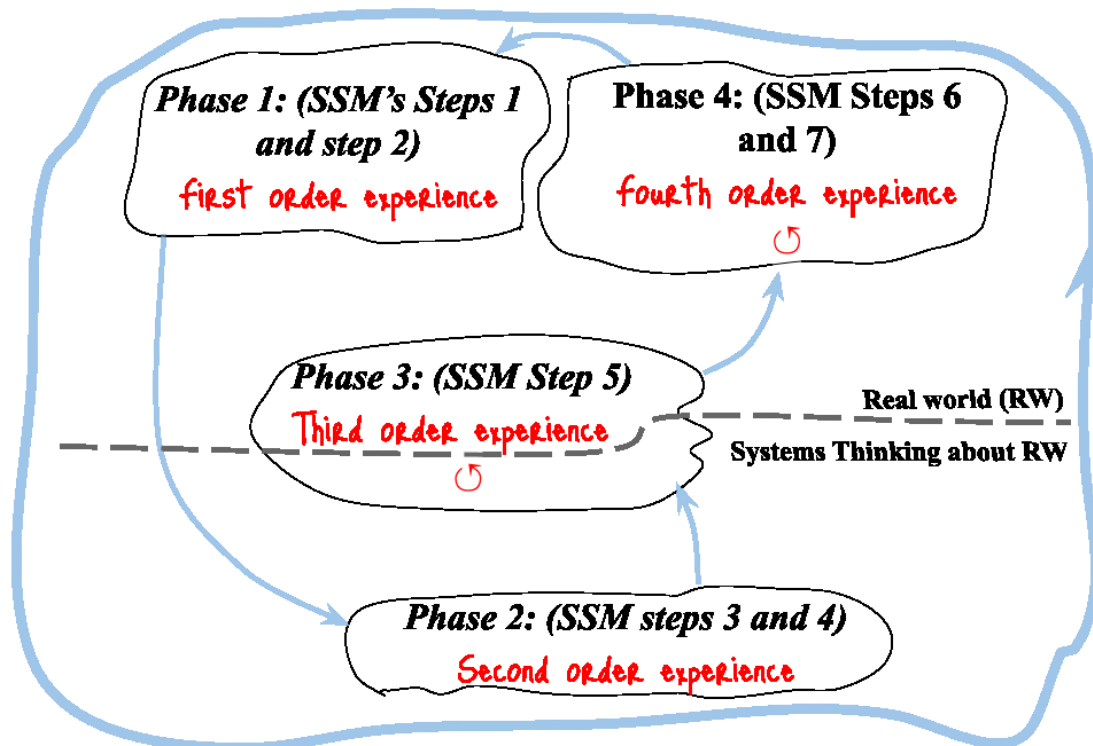 Phase 1: (SSM's Steps 1
and step 2)
first order experience
Phase 4: (SSM Steps 6
and 7)
fourth order experience
Phase 3: (SSM Step 5)
Third order experience
Real world (RW)
Systems Thinking about RW
Phase 2: (SSM steps 3 and 4)
Second order experience